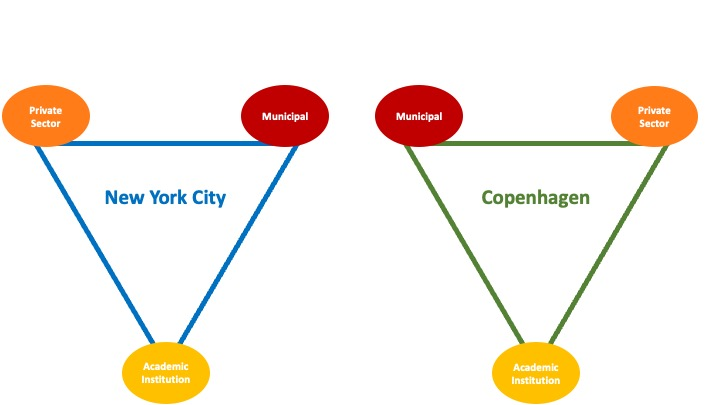 Private
Sector
Municipal
Municipal
Private
Sector
New York City
Copenhagen
Academic
Institution
Academic
Institution